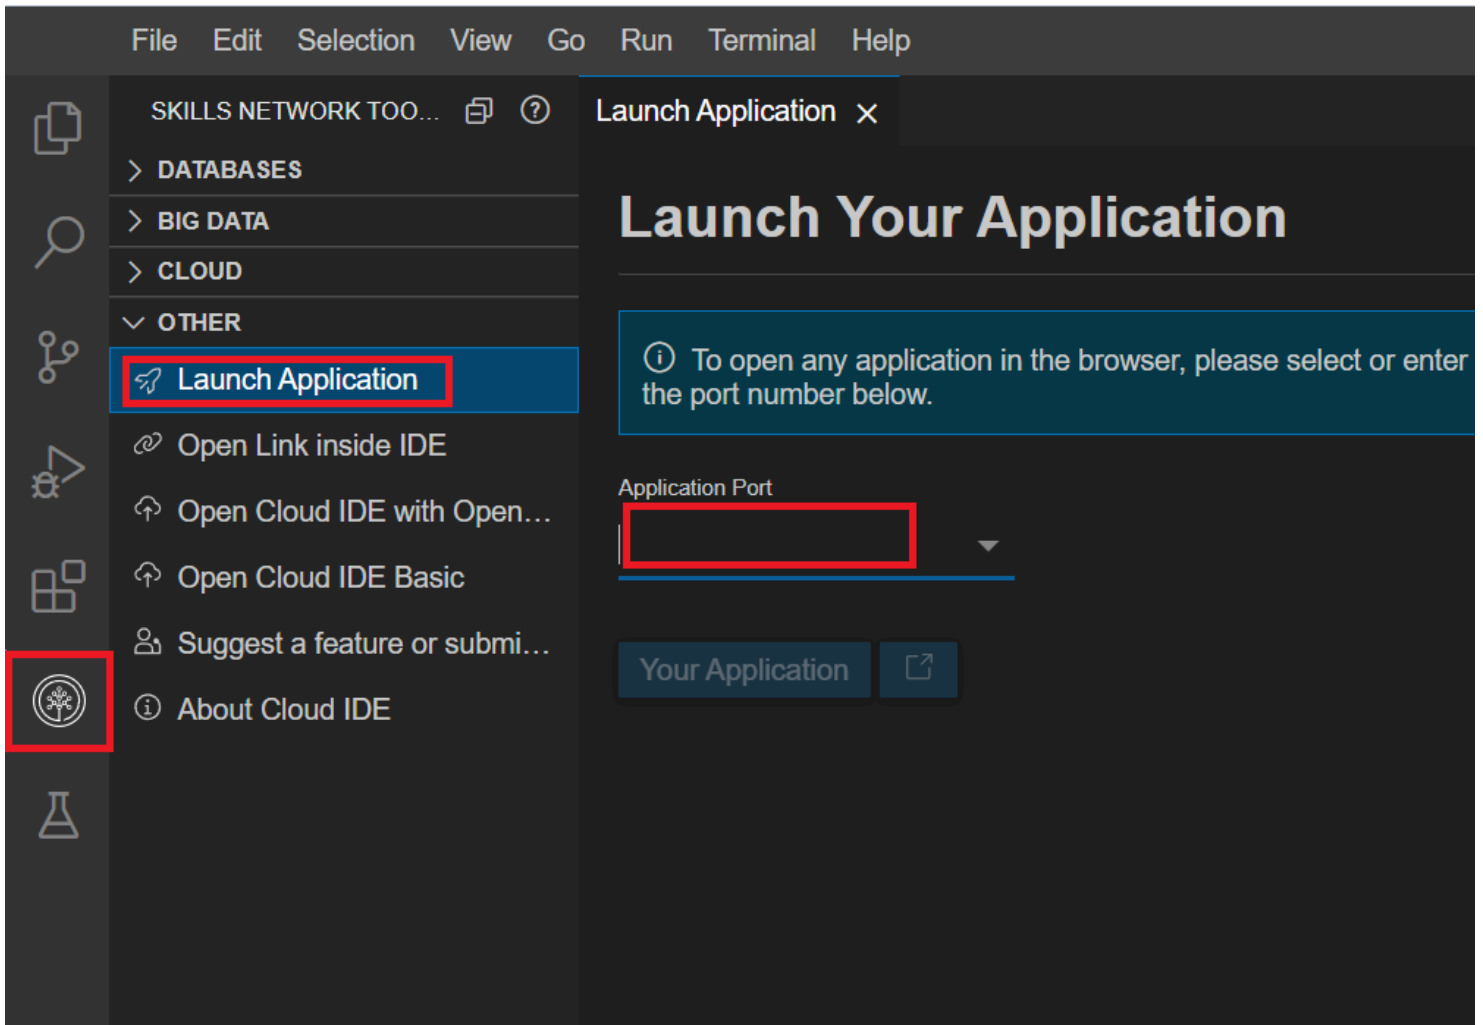 File Edit Selection View Go Run Terminal Help
SKILLS NETWORK TOO...
Launch Application
DATABASES
BIG DATA
CLOUD
OTHER
Launch Application
Open Link inside IDE
Open Cloud IDE with Open...
Open Cloud IDE Basic
Suggest a feature or submi...
About Cloud IDE
Launch Your Application
To open any application in the browser, please select or enter
the port number below.
Application Port
Your Application